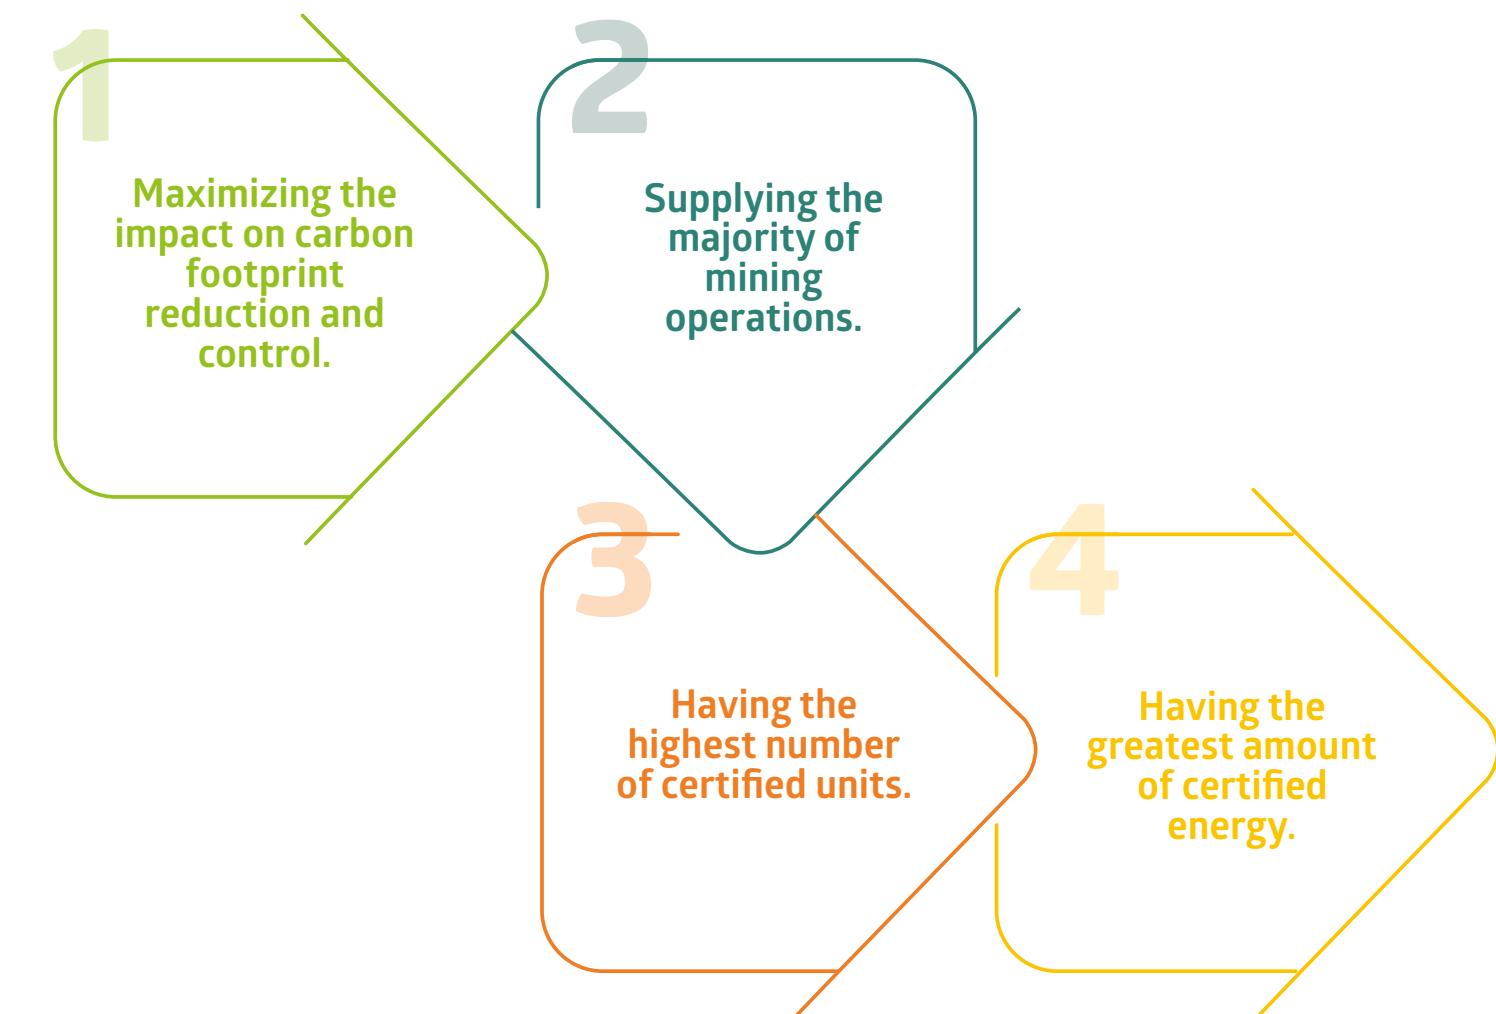 1
Maximizing the
impact on carbon
footprint
reduction and
control.
2
Supplying the
majority of
mining
operations.
3
Having the
highest number
of certified units.
4
Having the
greatest amount
of certified
energy.